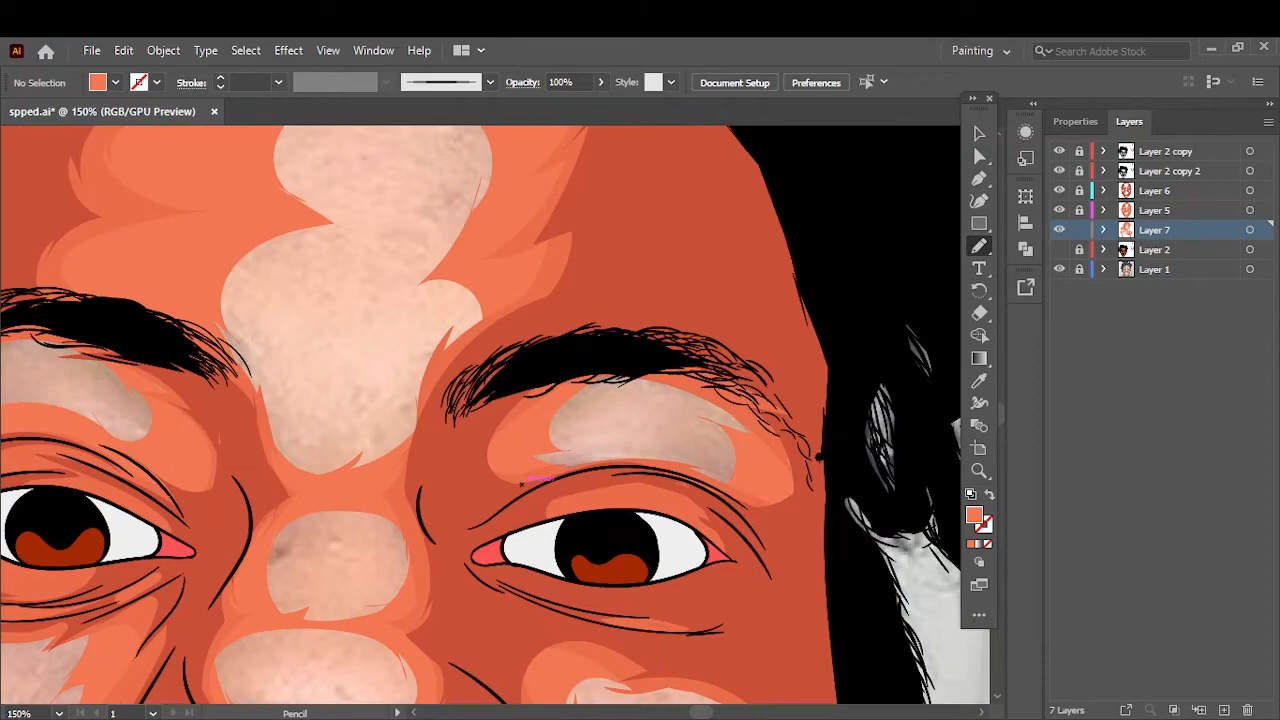 Ai File Edit Object Type Select Effect View Window Help Painting Search Adobe Stock
No Selection Stroke: Opacity: 100% Style: Document Setup Preferences
spped.ai* @ 150% (RGB/GPU Preview)
Properties Layers
Layer 2 copy
Layer 2 copy 2
Layer 6
Layer 5
Layer 7
Layer 2
Layer 1
150% 1 Pencil 7 Layers